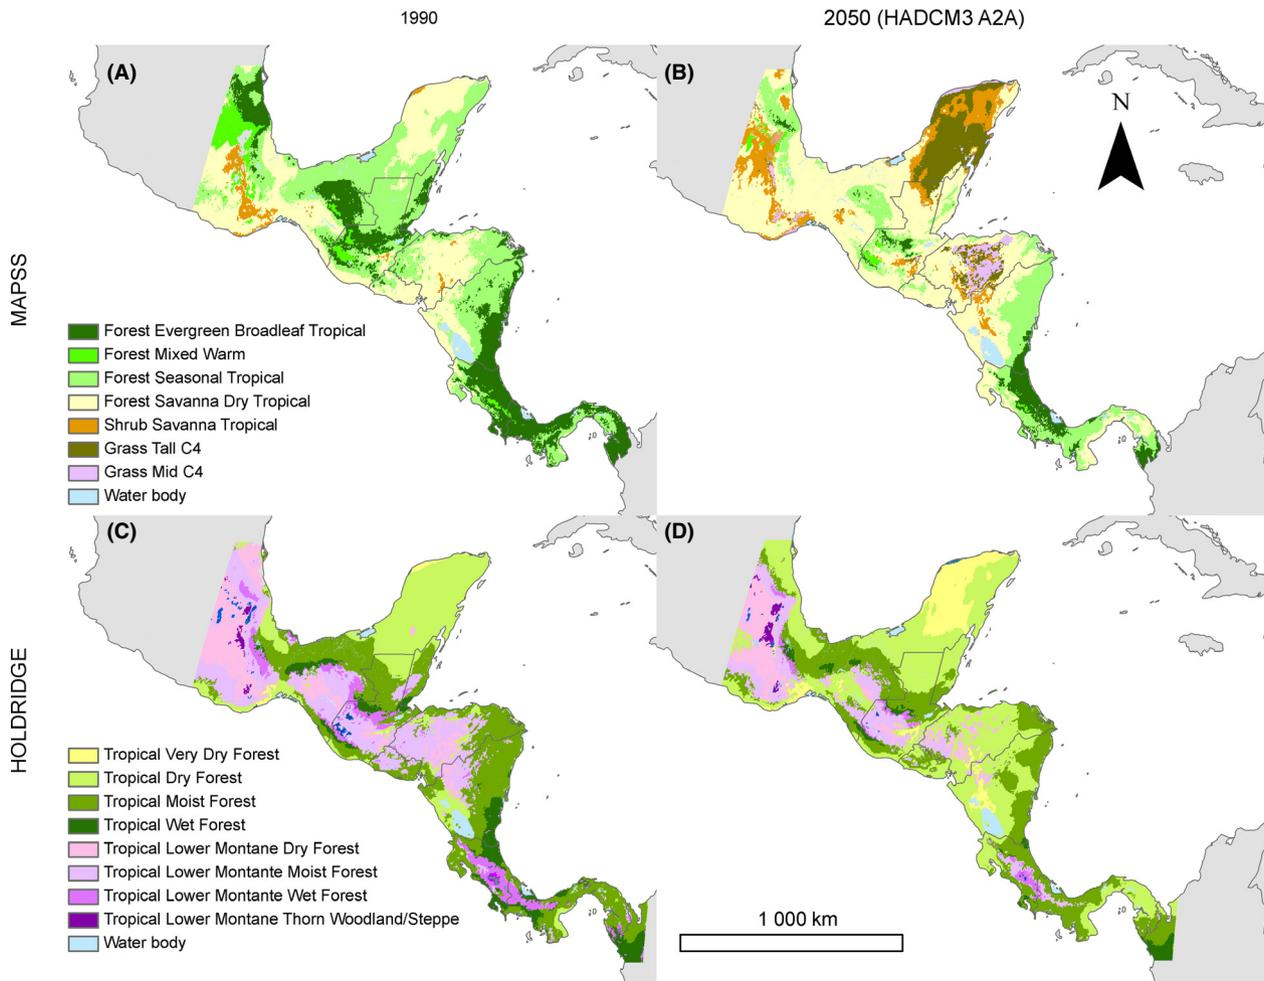 1990
2050 (HADCM3 A2A)
(A)
(B)
N
MAPSS
Forest Evergreen Broadleaf Tropical
Forest Mixed Warm
Forest Seasonal Tropical
Forest Savanna Dry Tropical
Shrub Savanna Tropical
Grass Tall C4
Grass Mid C4
Water body
(C)
(D)
HOLDRIDGE
Tropical Very Dry Forest
Tropical Dry Forest
Tropical Moist Forest
Tropical Wet Forest
Tropical Lower Montane Dry Forest
Tropical Lower Montante Moist Forest
Tropical Lower Montante Wet Forest
Tropical Lower Montane Thorn Woodland/Steppe
Water body
1 000 km